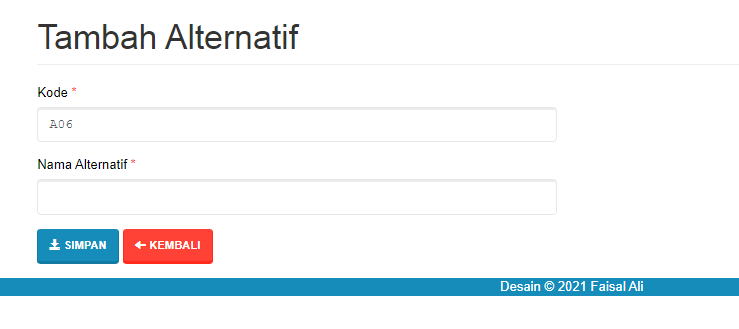 Tambah Alternatif
Kode *
A06
Nama Alternatif *
SIMPAN KEMBALI
Desain © 2021 Faisal Ali